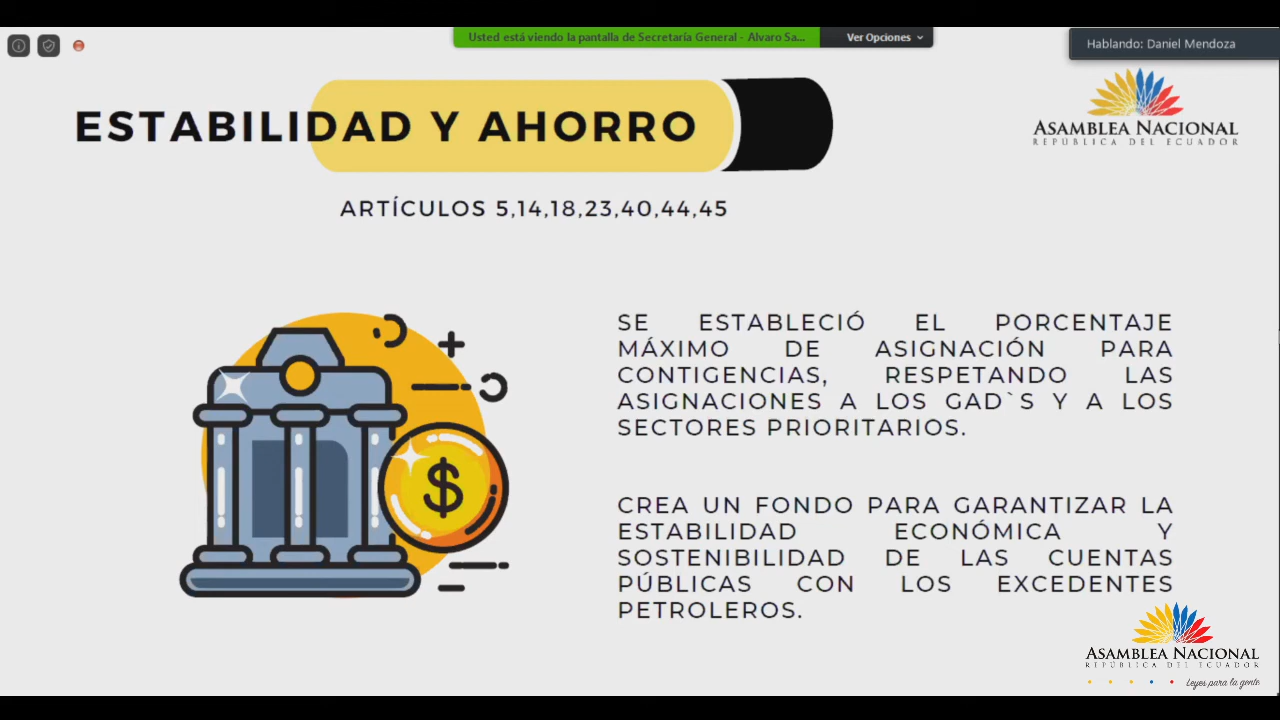 Usted está viendo la pantalla de Secretaría General - Alvaro Sa...
Ver Opciones
Hablando: Daniel Mendoza
ESTABILIDAD Y AHORRO
ASAMBLEA NACIONAL
REPÚBLICA DEL ECUADOR
ARTÍCULOS 5,14,18,23,40,44,45
SE ESTABLECIÓ EL PORCENTAJE
MÁXIMO DE ASIGNACIÓN PARA
CONTIGENCIAS, RESPETANDO LAS
ASIGNACIONES A LOS GAD`S Y A LOS
SECTORES PRIORITARIOS.
$
CREA UN FONDO PARA GARANTIZAR LA
ESTABILIDAD ECONÓMICA Y
SOSTENIBILIDAD DE LAS CUENTAS
PÚBLICAS CON LOS EXCEDENTES
PETROLEROS.
ASAMBLEA NACIONAL
REPÚBLICA DEL ECUADOR
Leyes para la gente